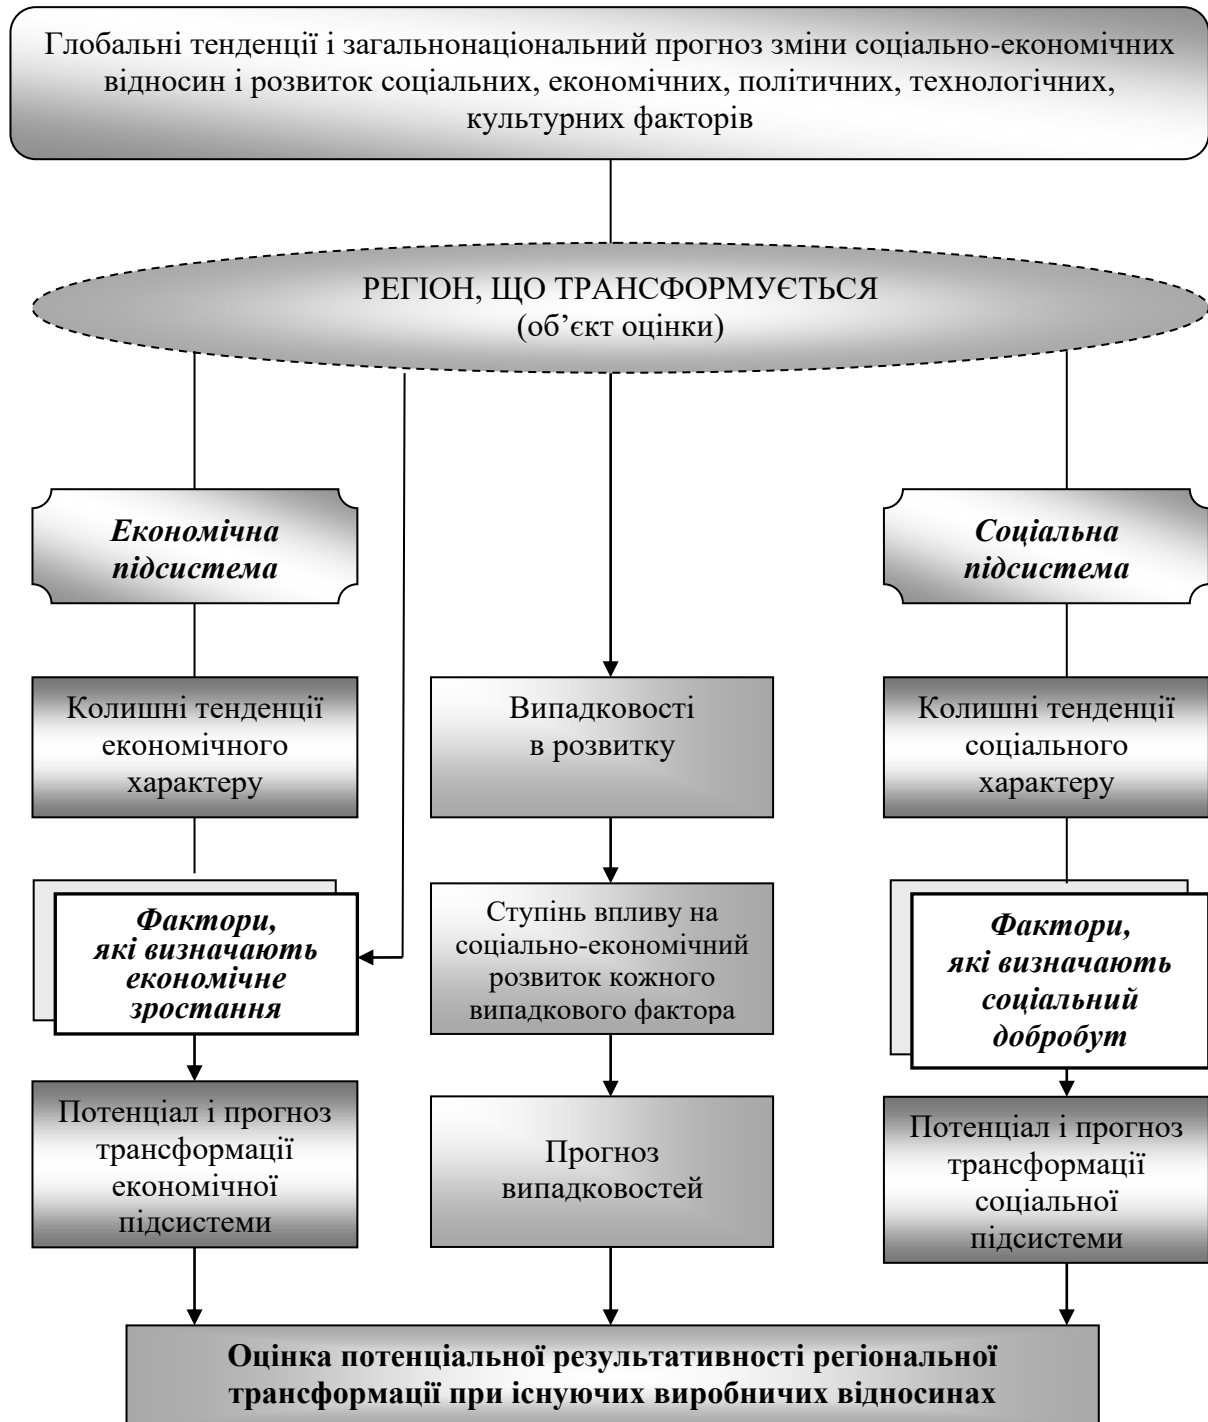 Глобальні тенденції і загальнонаціональний прогноз зміни соціально-економічних
відносин і розвиток соціальних, економічних, політичних, технологічних,
культурних факторів
РЕГІОН, ЩО ТРАНСФОРМУЄТЬСЯ
(об’єкт оцінки)
Економічна
підсистема
Соціальна
підсистема
Колишні тенденції
економічного
характеру
Випадковості
в розвитку
Колишні тенденції
соціального
характеру
Фактори,
які визначають
економічне
зростання
Ступінь впливу на
соціально-економічний
розвиток кожного
випадкового фактора
Фактори,
які визначають
соціальний
добробут
Потенціал і прогноз
трансформації
економічної
підсистеми
Прогноз
випадковостей
Потенціал і прогноз
трансформації
соціальної
підсистеми
Оцінка потенціальної результативності регіональної
трансформації при існуючих виробничих відносинах